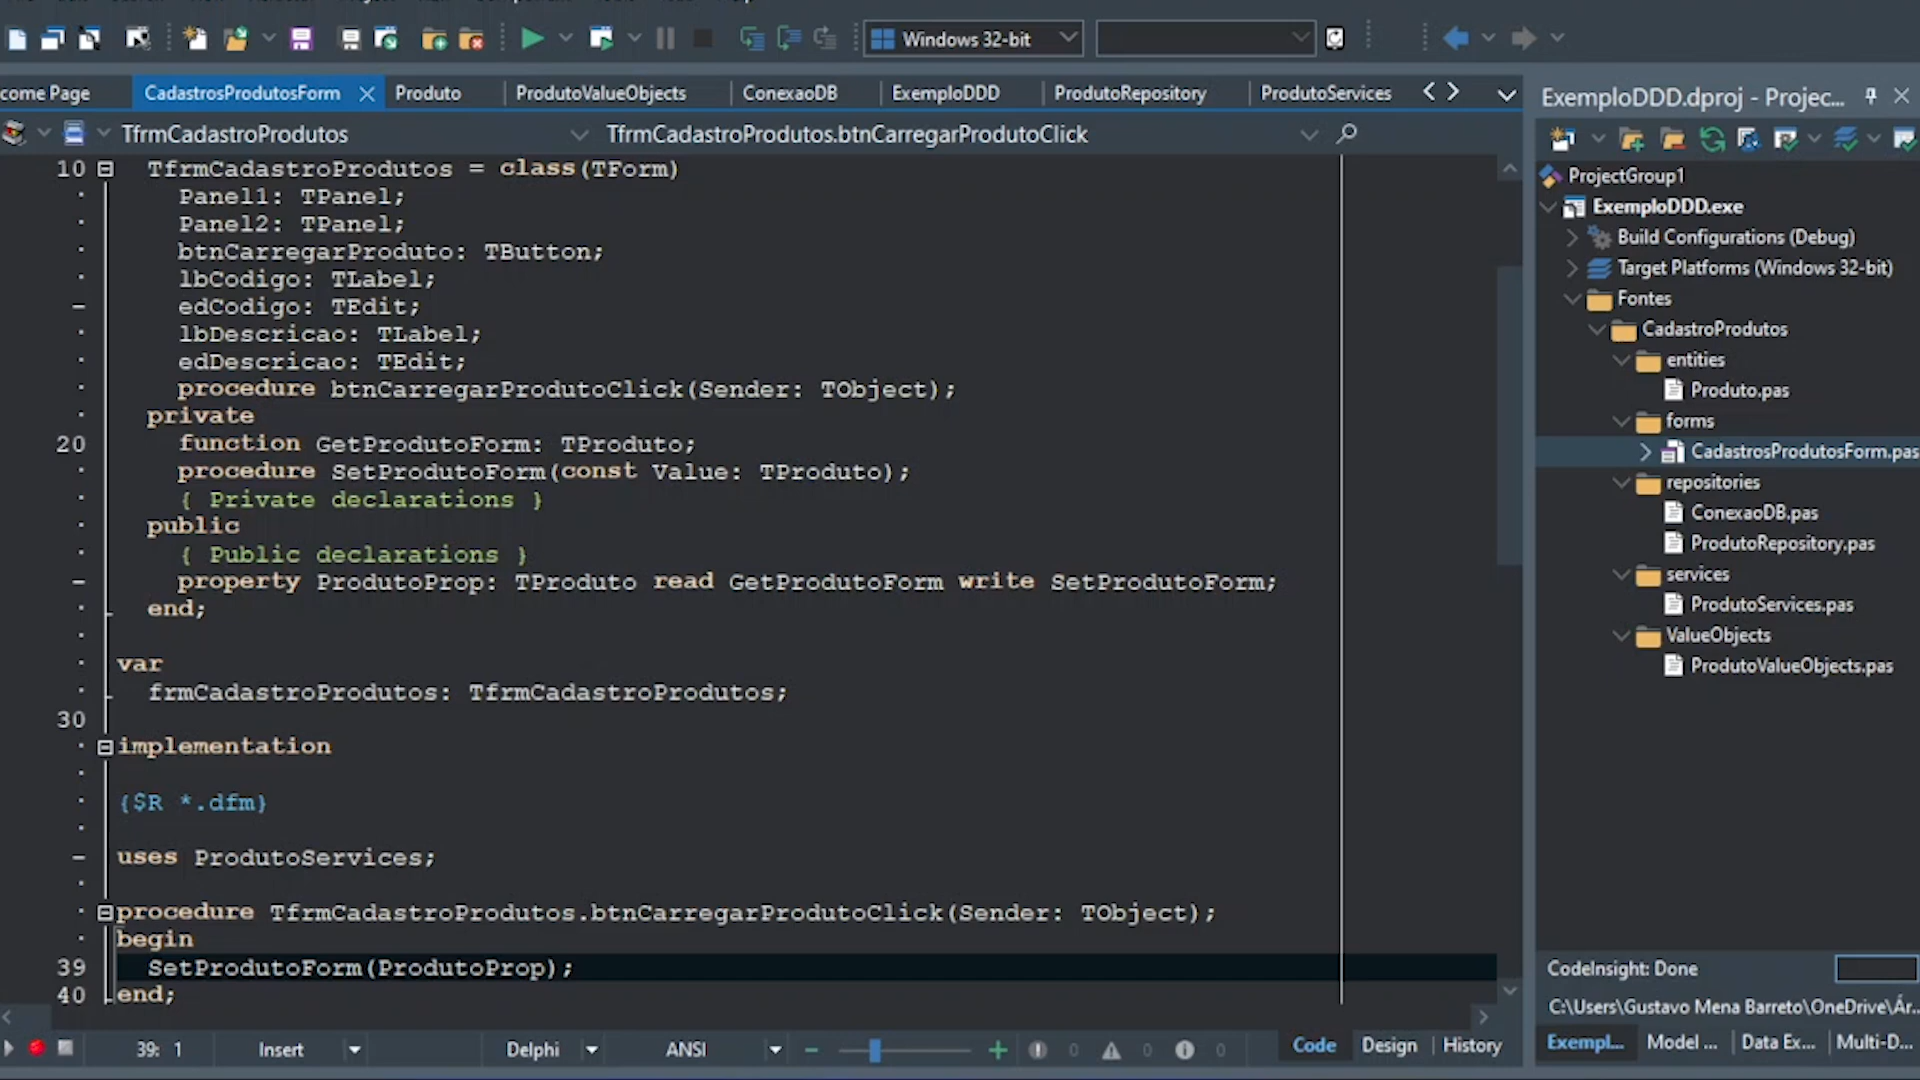 Windows 32-bit
come Page
CadastrosProdutosForm
Produto
ProdutoValueObjects
ConexaoDB
ExemploDDD
ProdutoRepository
ProdutoServices
TfrmCadastroProdutos
TfrmCadastroProdutos.btnCarregarProdutoClick
10 TfrmCadastroProdutos = class(TForm)
Panel1: TPanel;
Panel2: TPanel;
btnCarregarProduto: TButton;
lbCodigo: TLabel;
edCodigo: TEdit;
lbDescricao: TLabel;
edDescricao: TEdit;
procedure btnCarregarProdutoClick(Sender: TObject);
private
20 function GetProdutoForm: TProduto;
procedure SetProdutoForm(const Value: TProduto);
{ Private declarations }
public
{ Public declarations }
property ProdutoProp: TProduto read GetProdutoForm write SetProdutoForm;
end;
var
frmCadastroProdutos: TfrmCadastroProdutos;
30
implementation
{$R *.dfm}
uses ProdutoServices;
procedure TfrmCadastroProdutos.btnCarregarProdutoClick(Sender: TObject);
begin
39 SetProdutoForm(ProdutoProp);
40 end;
39: 1
Insert
Delphi
ANSI
0
0
0
Code
Design
History
ExemploDDD.dproj - Projec...
ProjectGroup1
ExemploDDD.exe
Build Configurations (Debug)
Target Platforms (Windows 32-bit)
Fontes
CadastroProdutos
entities
Produto.pas
forms
CadastrosProdutosForm.pas
repositories
ConexaoDB.pas
ProdutoRepository.pas
services
ProdutoServices.pas
ValueObjects
ProdutoValueObjects.pas
CodeInsight: Done
C:\Users\Gustavo Mena Barreto\OneDrive\Ár...
Exempl...
Model ...
Data Ex...
Multi-D...